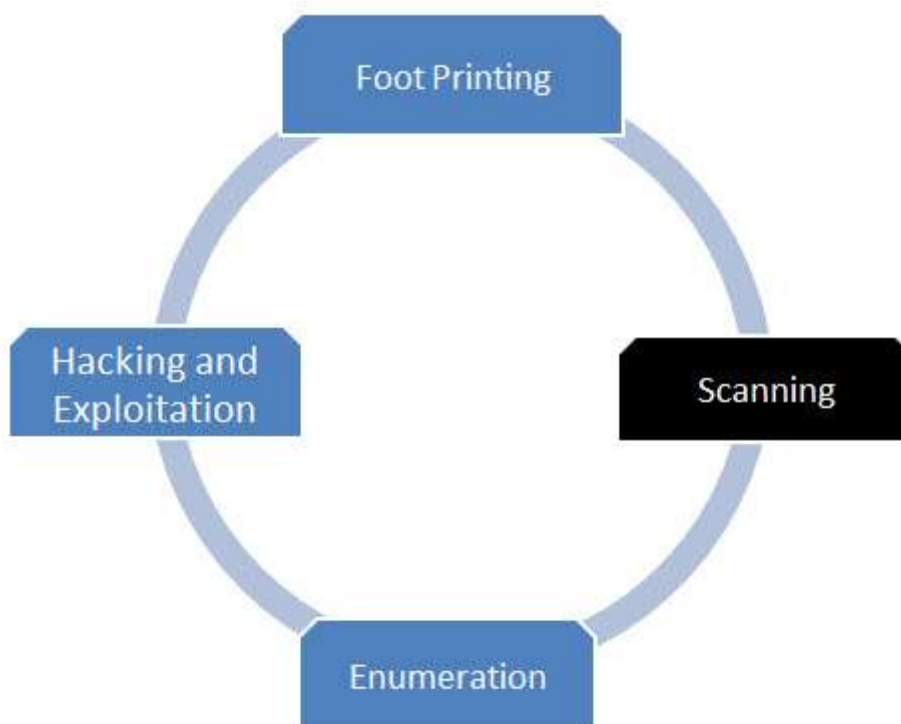 Foot Printing
Scanning
Enumeration
Hacking and
Exploitation